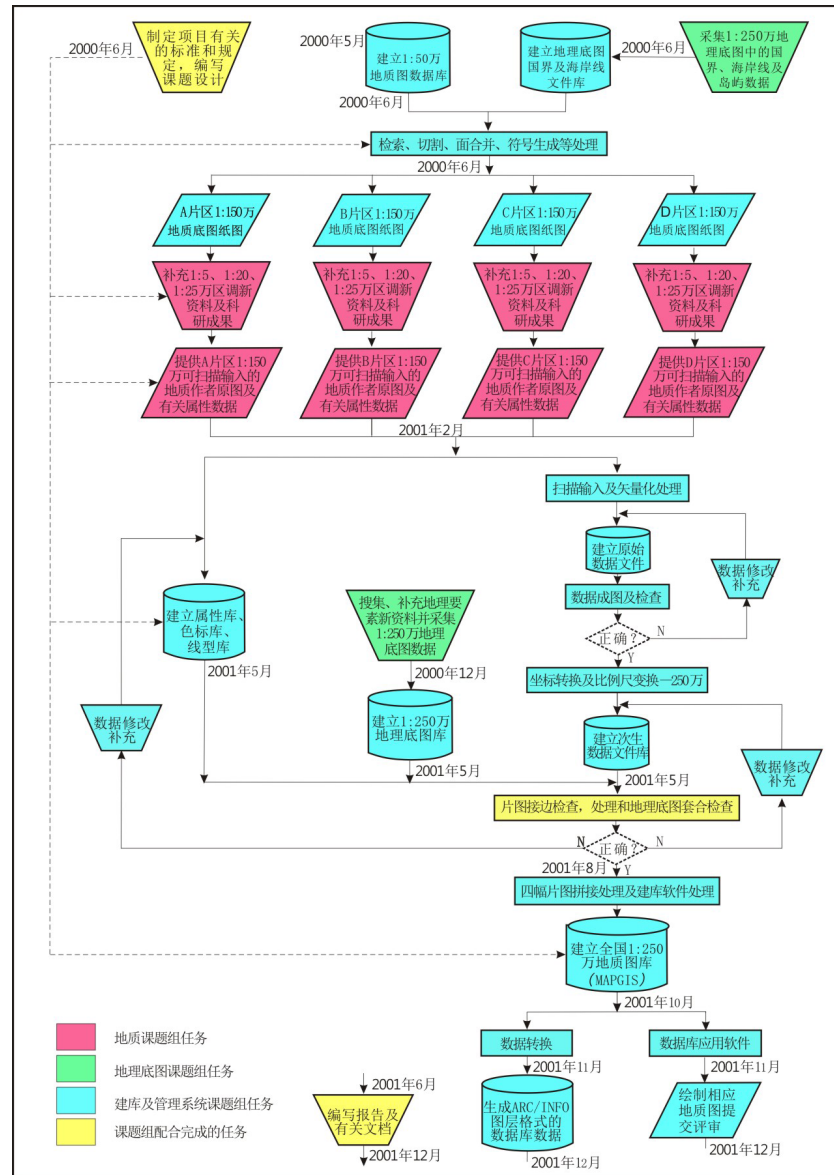 2000年6月
制定项目有关
的标准和规
定，编写
课题设计
2000年5月
建立1:50万
地质图数据库
建立地理底图
国界及海岸线
文件库
2000年6月
采集1:250万地
理底图中的国
界、海岸线及
岛屿数据
2000年6月
检索、切割、面合并、符号生成等处理
2000年6月
A片区1:150万
地质底图纸图
B片区1:150万
地质底图纸图
C片区1:150万
地质底图纸图
D片区1:150万
地质底图纸图
补充1:5、1:20、
1:25万区调新
资料及科
研成果
补充1:5、1:20、
1:25万区调新
资料及科
研成果
补充1:5、1:20、
1:25万区调新
资料及科
研成果
补充1:5、1:20、
1:25万区调新
资料及科
研成果
提供A片区1:150
万可扫描输入的
地质作者原图及
有关属性数据
提供B片区1:150
万可扫描输入的
地质作者原图及
有关属性数据
提供C片区1:150
万可扫描输入的
地质作者原图及
有关属性数据
提供D片区1:150
万可扫描输入的
地质作者原图及
有关属性数据
2001年2月
扫描输入及矢量化处理
建立原始
数据文件
数据修改
补充
数据成图及检查
正确?
N
Y
坐标转换及比例尺变换—250万
建立属性库、
色标库、
线型库
2001年5月
搜集、补充地理要
素新资料并采集
1:250万地理
底图数据
2000年12月
建立1:250万
地理底图库
2001年5月
数据修改
补充
建立次生
数据文件库
2001年5月
数据修改
补充
片图接边检查，处理和地理底图套合检查
N
正确?
N
2001年8月
Y
四幅片图拼接处理及建库软件处理
建立全国1:250
万地质图库
(MAPGIS)
2001年10月
数据转换
数据库应用软件
2001年11月
2001年11月
生成ARC/INFO
图层格式的
数据库数据
2001年12月
绘制相应
地质图提
交评审
2001年12月
2001年6月
编写报告及
有关文档
2001年12月
地质课题组任务
地理底图课题组任务
建库及管理系统课题组任务
课题组配合完成的任务